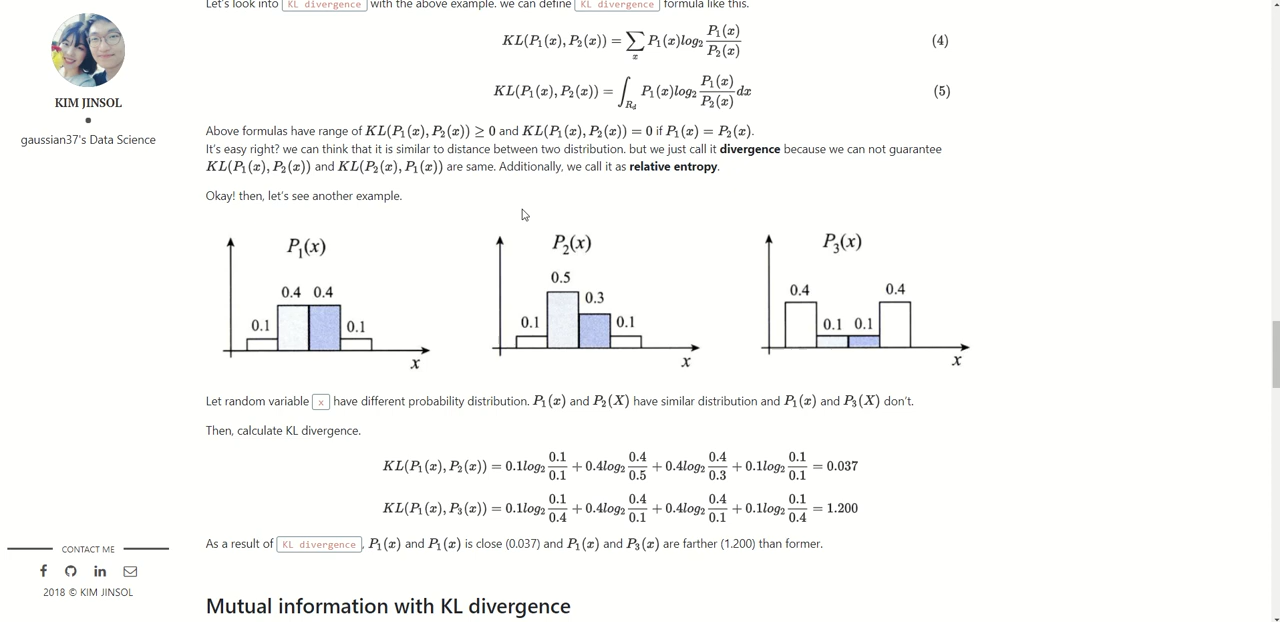 Let's look into KL divergence with the above example. we can define KL divergence formula like this.
KL(P₁(x), P₂(x)) = ∑ₓ P₁(x)log₂ P₁(x)/P₂(x) (4)
KL(P₁(x), P₂(x)) = ∫_{R_d} P₁(x)log₂ P₁(x)/P₂(x) dx (5)
KIM JINSOL
gaussian37's Data Science
Above formulas have range of KL(P₁(x), P₂(x)) ≥ 0 and KL(P₁(x), P₂(x)) = 0 if P₁(x) = P₂(x).
It's easy right? we can think that it is similar to distance between two distribution. but we just call it divergence because we can not guarantee
KL(P₁(x), P₂(x)) and KL(P₂(x), P₁(x)) are same. Additionally, we call it as relative entropy.
Okay! then, let's see another example.
P₁(x)
0.1 0.4 0.4 0.1
x
P₂(x)
0.1 0.5 0.3 0.1
x
P₃(x)
0.4 0.1 0.1 0.4
x
Let random variable x have different probability distribution. P₁(x) and P₂(X) have similar distribution and P₁(x) and P₃(X) don't.
Then, calculate KL divergence.
KL(P₁(x), P₂(x)) = 0.1log₂ 0.1/0.1 + 0.4log₂ 0.4/0.5 + 0.4log₂ 0.4/0.3 + 0.1log₂ 0.1/0.1 = 0.037
KL(P₁(x), P₃(x)) = 0.1log₂ 0.1/0.4 + 0.4log₂ 0.4/0.1 + 0.4log₂ 0.4/0.1 + 0.1log₂ 0.1/0.4 = 1.200
As a result of KL divergence, P₁(x) and P₁(x) is close (0.037) and P₁(x) and P₃(x) are farther (1.200) than former.
CONTACT ME
2018 © KIM JINSOL
Mutual information with KL divergence